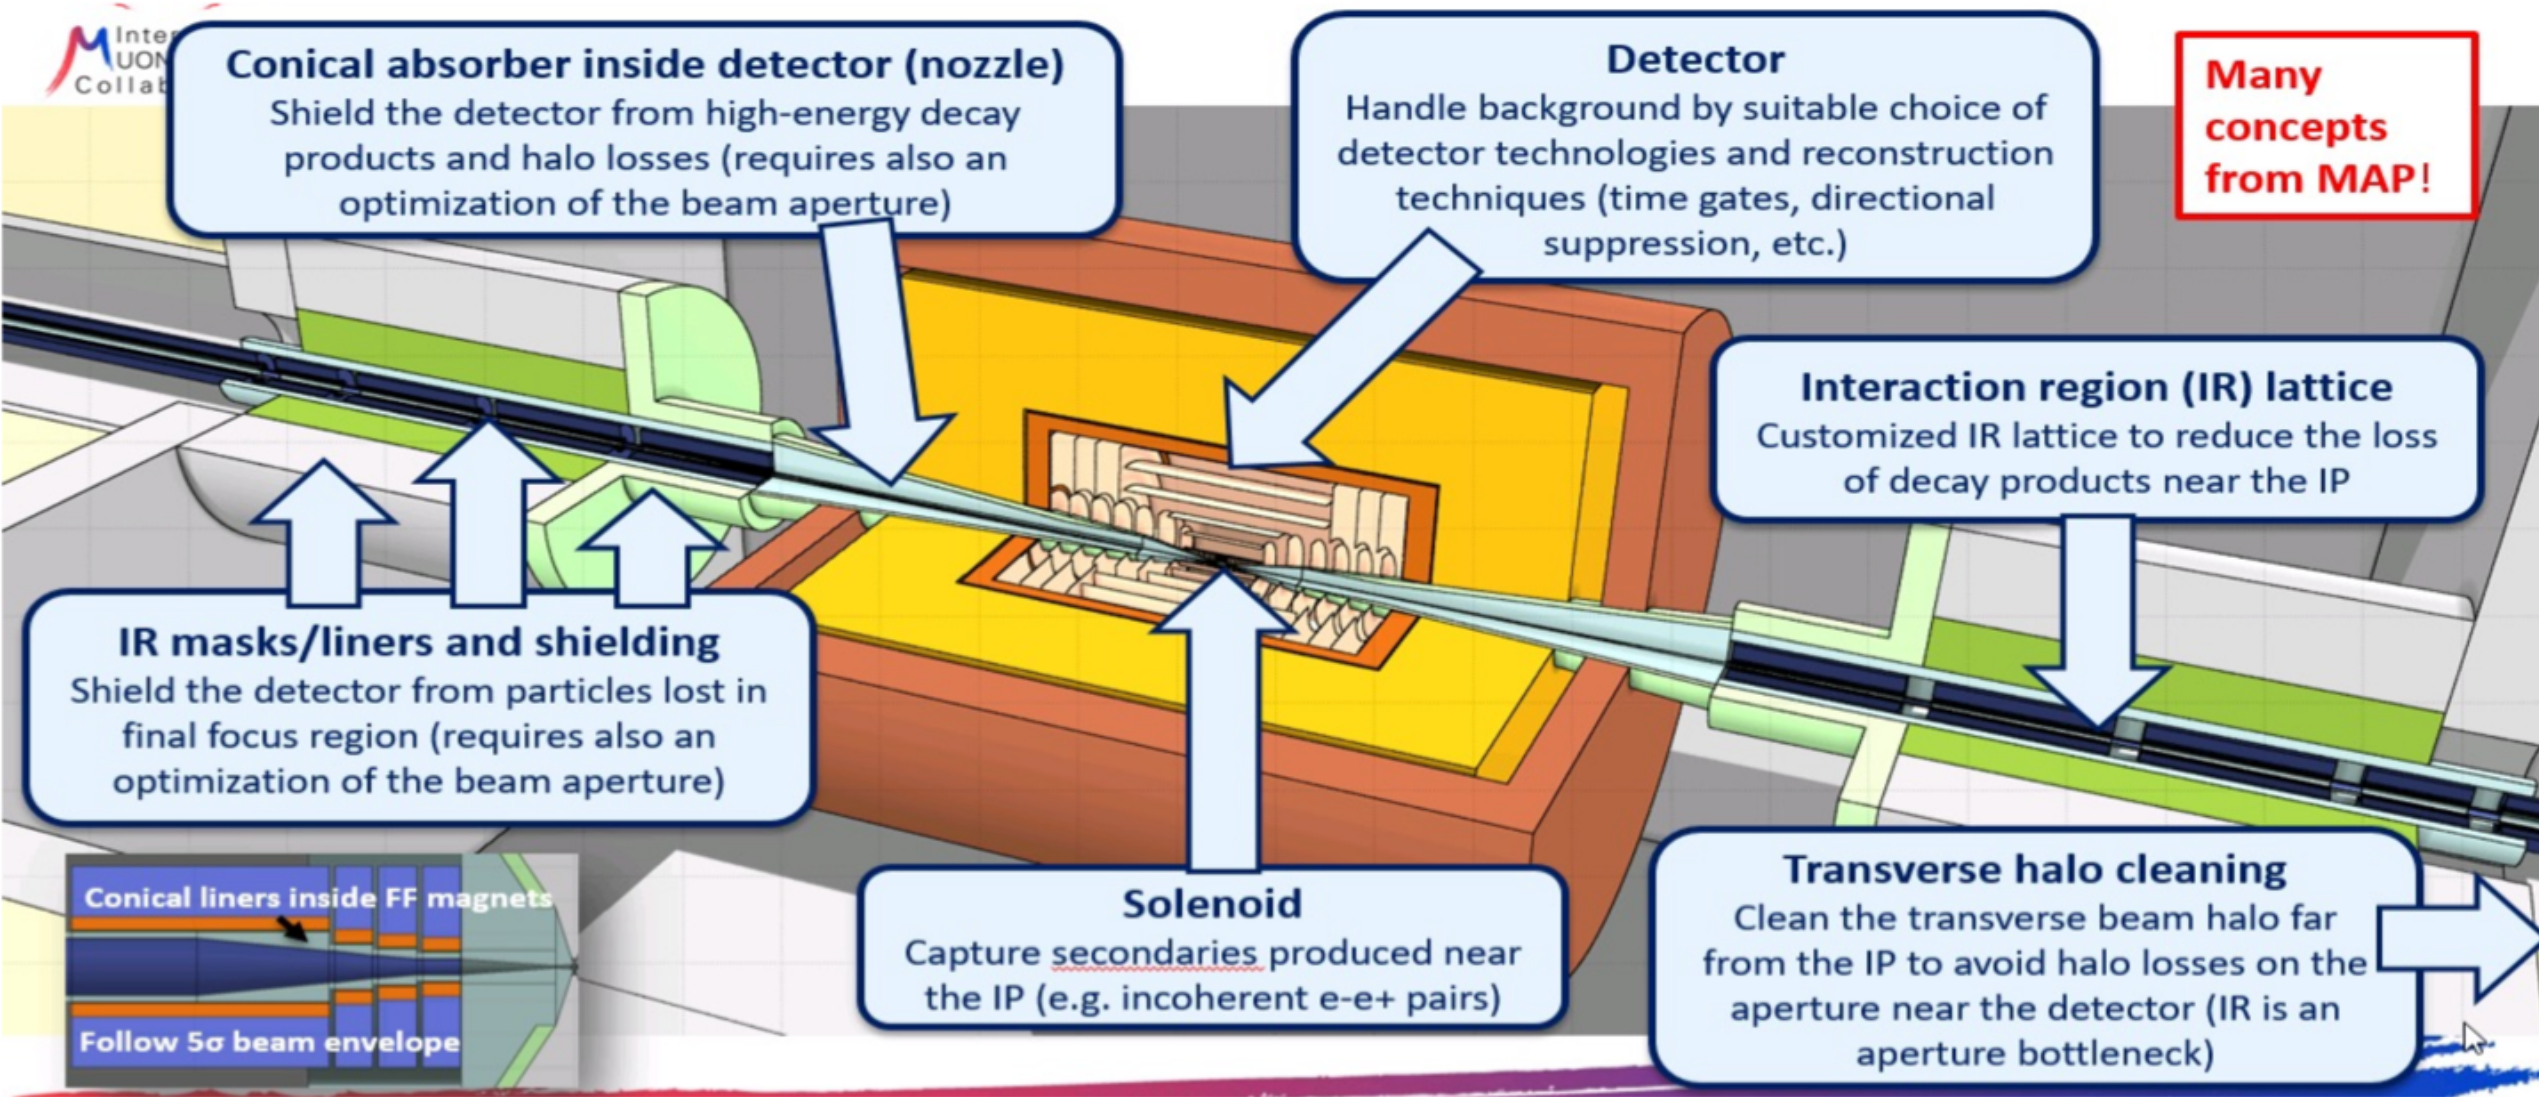 Inte
UON
Collab
Conical absorber inside detector (nozzle)
Shield the detector from high-energy decay
products and halo losses (requires also an
optimization of the beam aperture)
Detector
Handle background by suitable choice of
detector technologies and reconstruction
techniques (time gates, directional
suppression, etc.)
Many
concepts
from MAP!
Interaction region (IR) lattice
Customized IR lattice to reduce the loss
of decay products near the IP
IR masks/liners and shielding
Shield the detector from particles lost in
final focus region (requires also an
optimization of the beam aperture)
Conical liners inside FF magnets
Follow 5σ beam envelope
Solenoid
Capture secondaries produced near
the IP (e.g. incoherent e-e+ pairs)
Transverse halo cleaning
Clean the transverse beam halo far
from the IP to avoid halo losses on the
aperture near the detector (IR is an
aperture bottleneck)